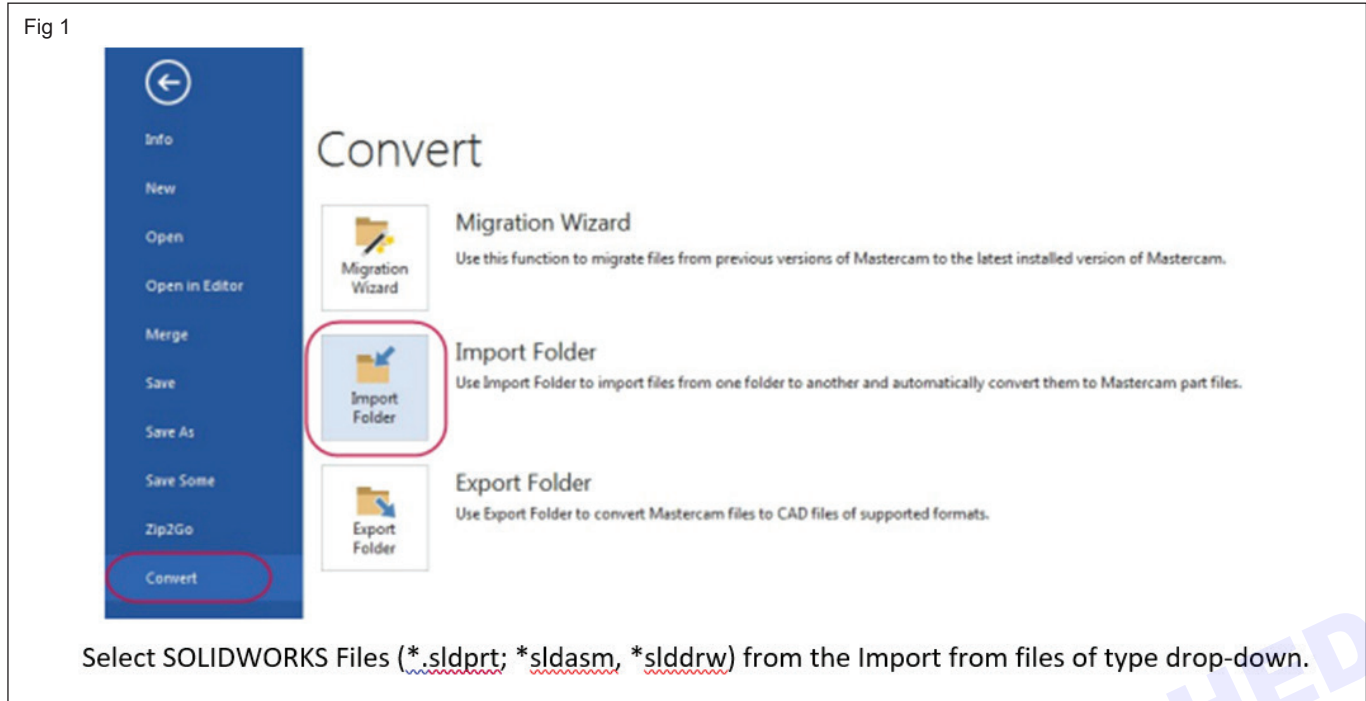 Fig 1
Info
New
Open
Open in Editor
Merge
Save
Save As
Save Some
Zip2Go
Convert
Convert
Migration Wizard
Migration Wizard
Use this function to migrate files from previous versions of Mastercam to the latest installed version of Mastercam.
Import Folder
Import Folder
Use Import Folder to import files from one folder to another and automatically convert them to Mastercam part files.
Export Folder
Export Folder
Use Export Folder to convert Mastercam files to CAD files of supported formats.
Select SOLIDWORKS Files (*.sldprt; *sldasm, *slddrw) from the Import from files of type drop-down.
HED